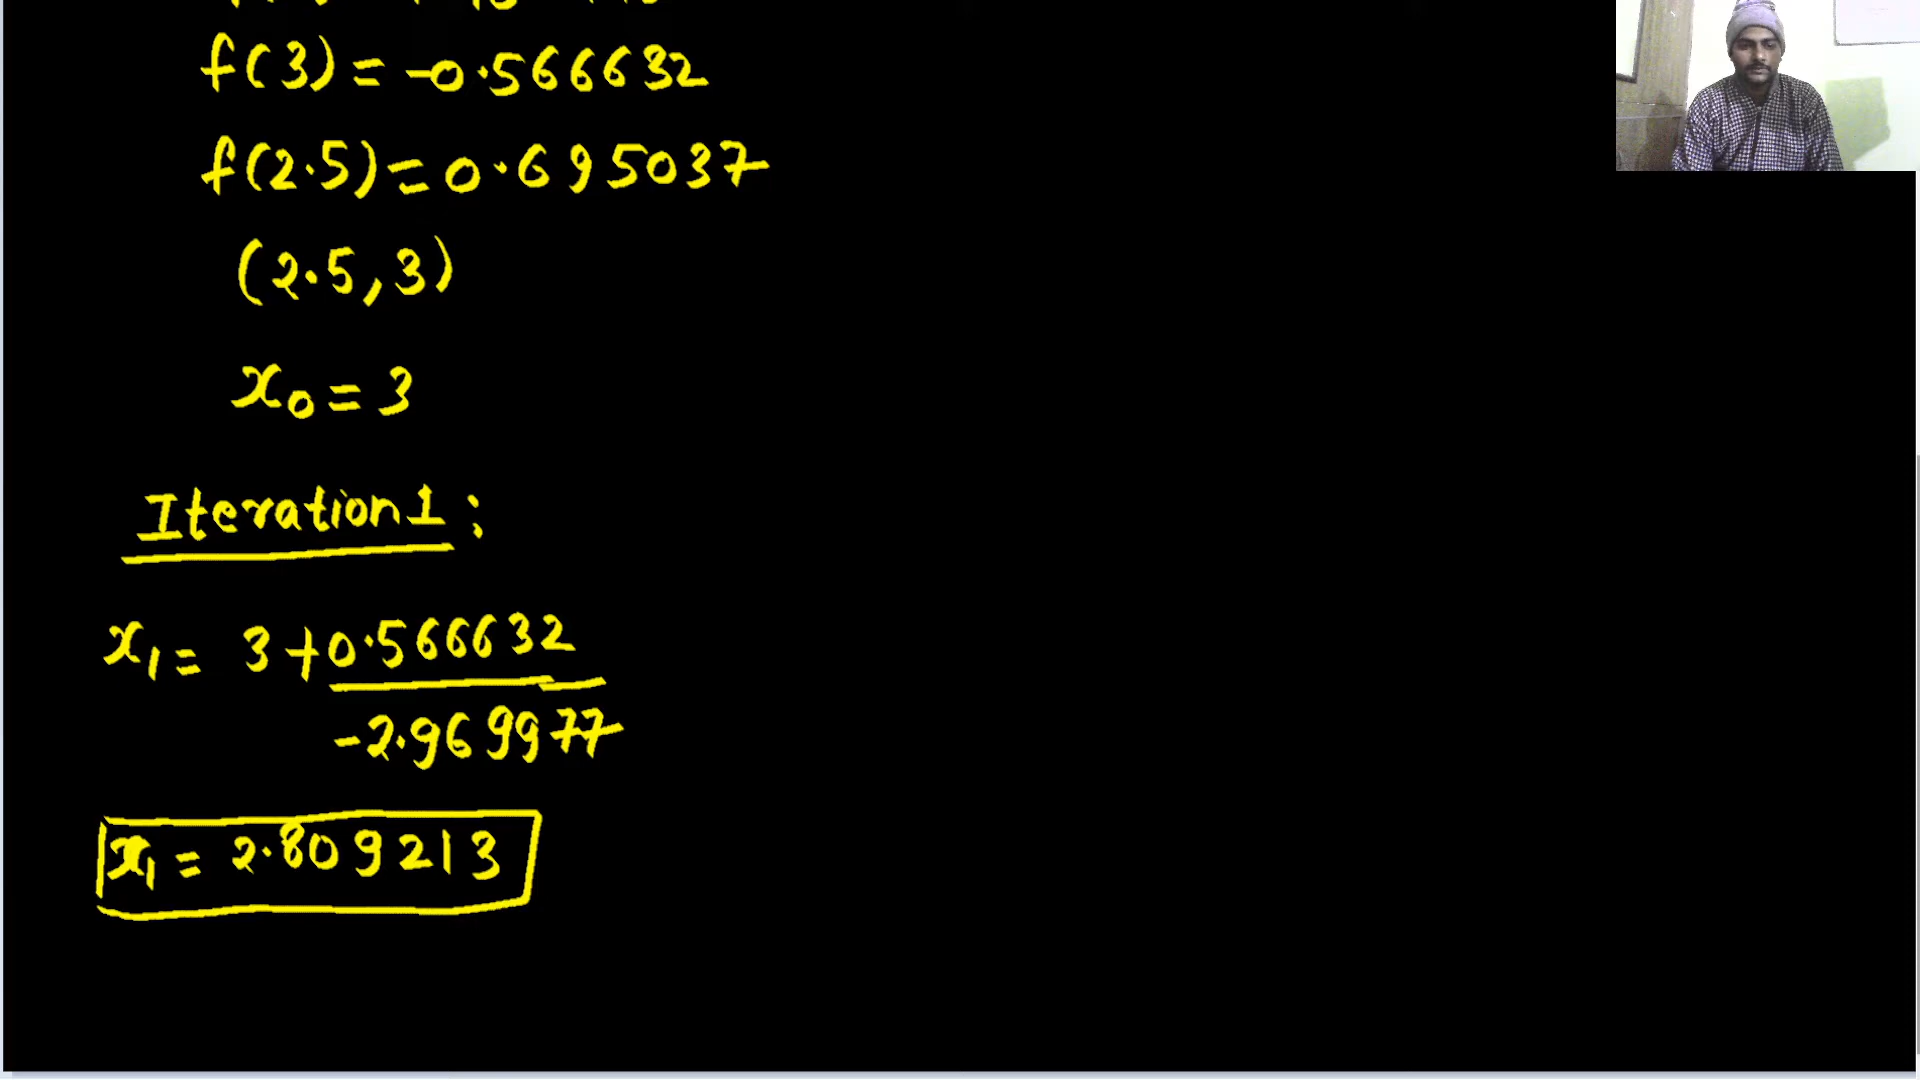 f(3) = -0.566632
f(2.5) = 0.695037
(2.5, 3)
x₀ = 3
Iteration 1 :
x₁ = 3 + 0.566632
-2.969977
x₁ = 2.809213